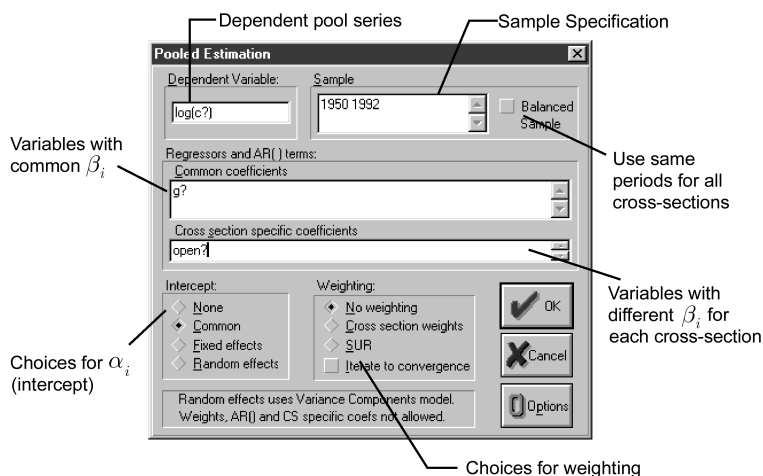 Dependent pool series
Sample Specification
Pooled Estimation
Dependent Variable:
Sample
log(c?)
1950 1992
Balanced
Sample
Variables with
common βi
Regressors and AR( ) terms:
Common coefficients
g?
Use same
periods for all
cross-sections
Cross section specific coefficients
open?
Intercept:
None
Common
Fixed effects
Random effects
Weighting:
No weighting
Cross section weights
SUR
Iterate to convergence
OK
Cancel
Options
Variables with
different βi for
each cross-section
Choices for αi
(intercept)
Random effects uses Variance Components model.
Weights, AR() and CS specific coefs not allowed.
Choices for weighting